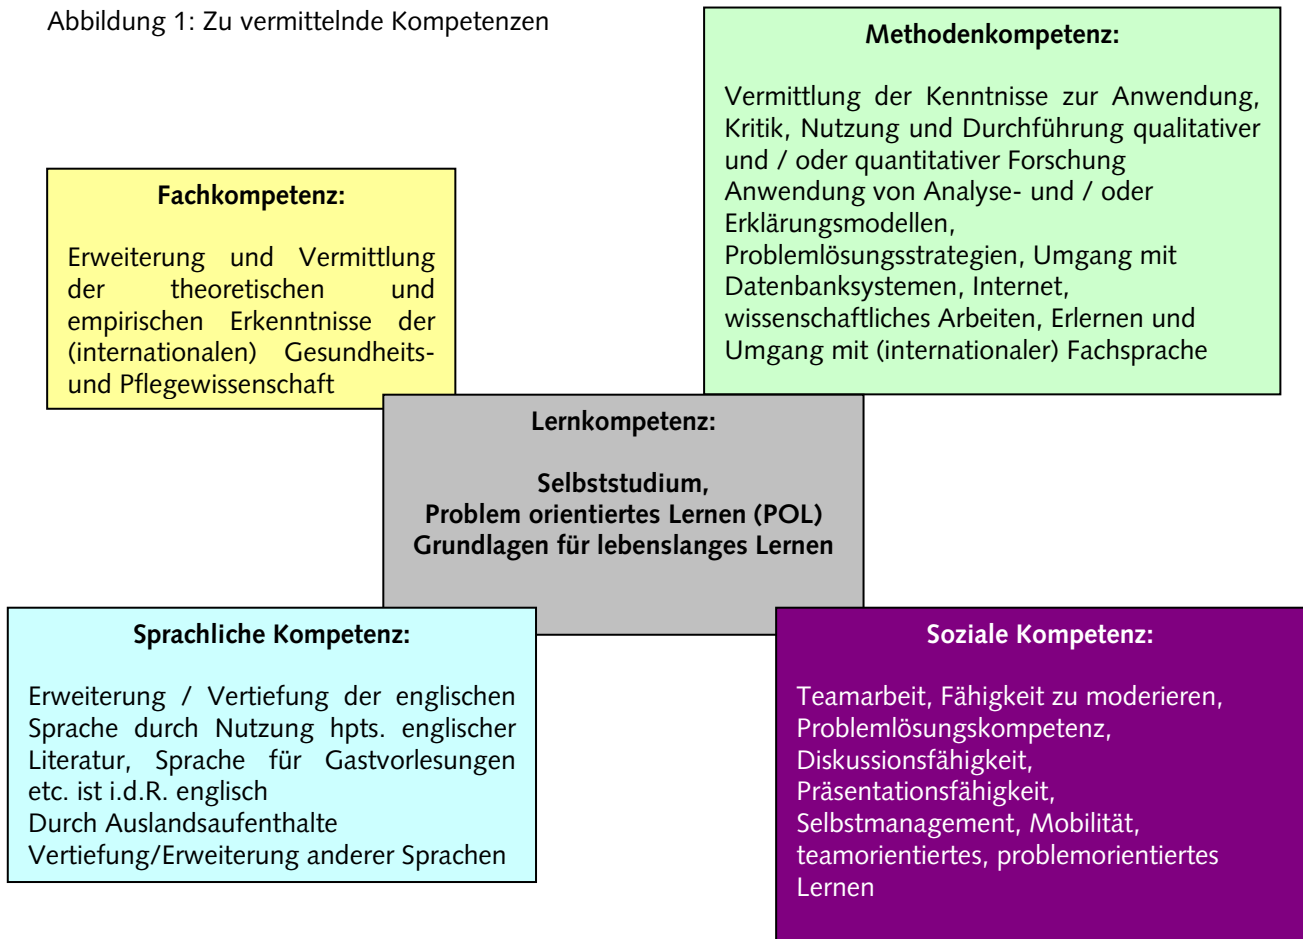 Abbildung 1: Zu vermittelnde Kompetenzen
Methodenkompetenz:
Vermittlung der Kenntnisse zur Anwendung,
Kritik, Nutzung und Durchführung qualitativer
und / oder quantitativer Forschung
Anwendung von Analyse- und / oder
Erklärungsmodellen,
Problemlösungsstrategien, Umgang mit
Datenbanksystemen, Internet,
wissenschaftliches Arbeiten, Erlernen und
Umgang mit (internationaler) Fachsprache
Fachkompetenz:
Erweiterung und Vermittlung
der theoretischen und
empirischen Erkenntnisse der
(internationalen) Gesundheits-
und Pflegewissenschaft
Lernkompetenz:
Selbststudium,
Problem orientiertes Lernen (POL)
Grundlagen für lebenslanges Lernen
Sprachliche Kompetenz:
Erweiterung / Vertiefung der englischen
Sprache durch Nutzung hpts. englischer
Literatur, Sprache für Gastvorlesungen
etc. ist i.d.R. englisch
Durch Auslandsaufenthalte
Vertiefung/Erweiterung anderer Sprachen
Soziale Kompetenz:
Teamarbeit, Fähigkeit zu moderieren,
Problemlösungskompetenz,
Diskussionsfähigkeit,
Präsentationsfähigkeit,
Selbstmanagement, Mobilität,
teamorientiertes, problemorientiertes
Lernen